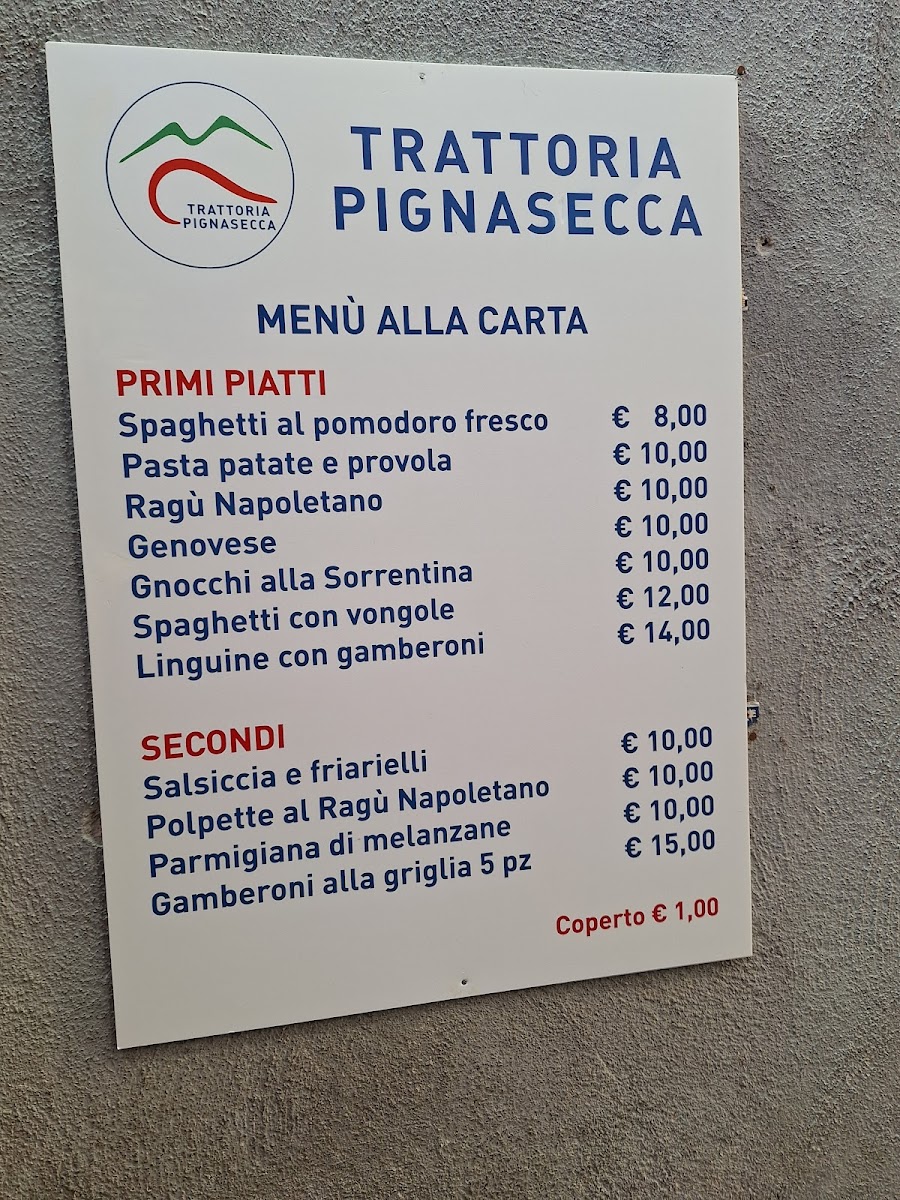 TRATTORIA
PIGNASECCA
TRATTORIA
PIGNASECCA
MENÙ ALLA CARTA
PRIMI PIATTI
Spaghetti al pomodoro fresco € 8,00
Pasta patate e provola € 10,00
Ragù Napoletano € 10,00
Genovese € 10,00
Gnocchi alla Sorrentina € 10,00
Spaghetti con vongole € 12,00
Linguine con gamberoni € 14,00
SECONDI
Salsiccia e friarielli € 10,00
Polpette al Ragù Napoletano € 10,00
Parmigiana di melanzane € 10,00
Gamberoni alla griglia 5 pz € 15,00
Coperto € 1,00